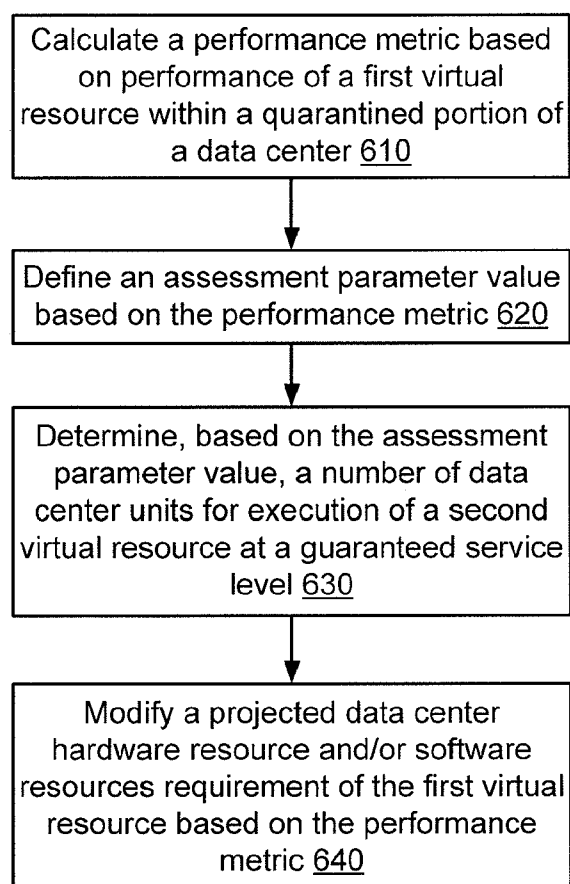 Calculate a performance metric based
on performance of a first virtual
resource within a quarantined portion of
a data center 610
Define an assessment parameter value
based on the performance metric 620
Determine, based on the assessment
parameter value, a number of data
center units for execution of a second
virtual resource at a guaranteed service
level 630
Modify a projected data center
hardware resource and/or software
resources requirement of the first virtual
resource based on the performance
metric 640